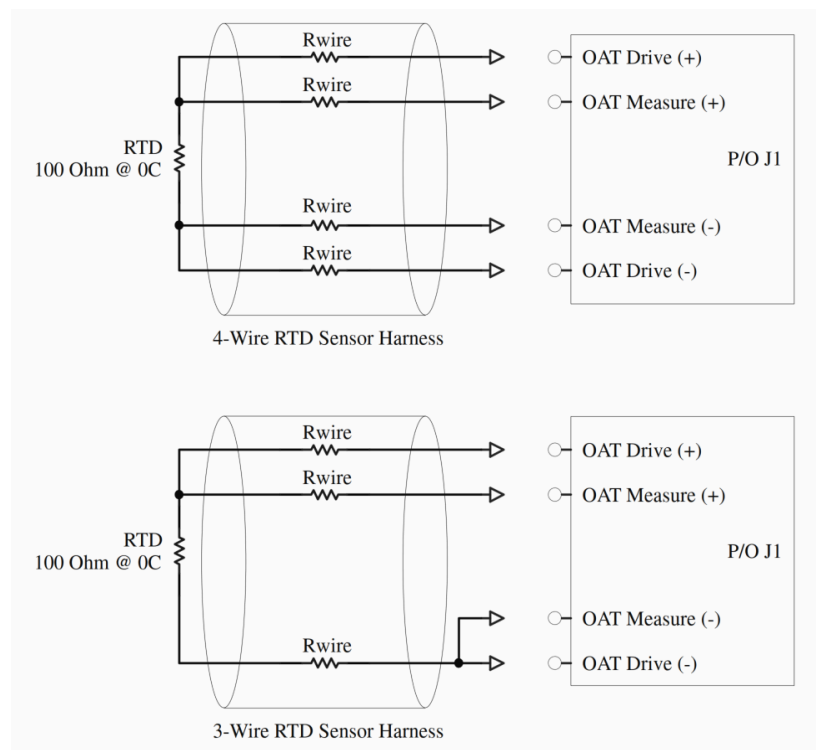 Rwire
OAT Drive (+)
Rwire
OAT Measure (+)
RTD
100 Ohm @ 0C
P/O J1
Rwire
OAT Measure (-)
Rwire
OAT Drive (-)
4-Wire RTD Sensor Harness
Rwire
OAT Drive (+)
Rwire
OAT Measure (+)
RTD
100 Ohm @ 0C
P/O J1
OAT Measure (-)
Rwire
OAT Drive (-)
3-Wire RTD Sensor Harness